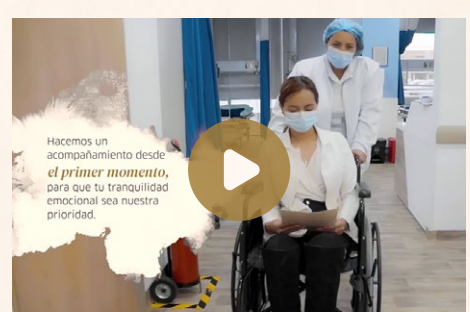 Hacemos un
acompañamiento desde
el primer momento,
para que tu tranquilidad
emocional sea nuestra
prioridad.